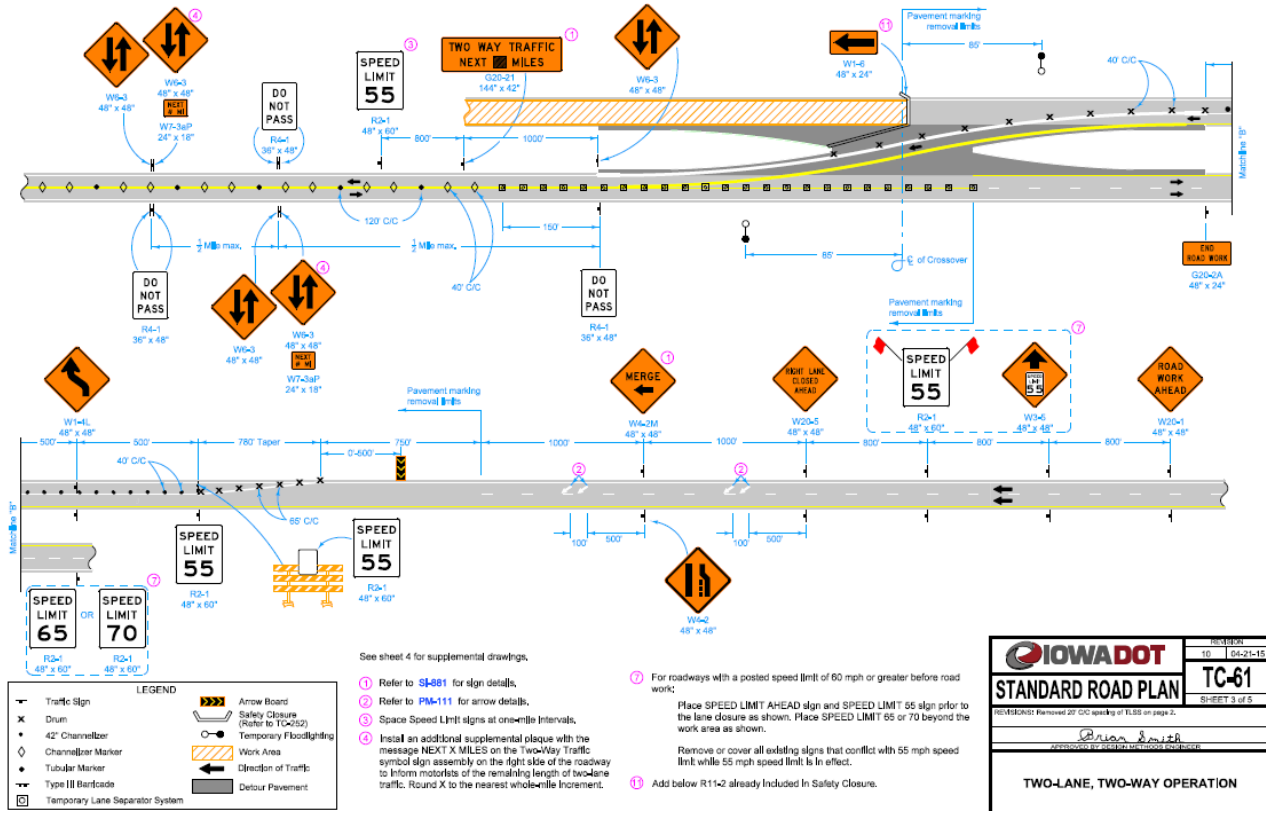 ④
W6-3
48" x 48"
W6-3
48" x 48"
NEXT
# MI
W7-3aP
24" x 18"
DO
NOT
PASS
R4-1
36" x 48"
③
SPEED
LIMIT
55
R2-1
48" x 60"
①
TWO WAY TRAFFIC
NEXT MILES
G20-21
144" x 42"
W6-3
48" x 48"
⑪
W1-6
48" x 24"
Pavement marking
removal limits
85'
40' C/C
800'
1000'
Matchline "B"
120' C/C
150'
½ Mile max.
½ Mile max.
40' C/C
85'
℄ of Crossover
DO
NOT
PASS
R4-1
36" x 48"
④
W6-3
48" x 48"
W6-3
48" x 48"
NEXT
# MI
W7-3aP
24" x 18"
DO
NOT
PASS
R4-1
36" x 48"
END
ROAD WORK
G20-2A
48" x 24"
Pavement marking
removal limits
⑦
W1-4L
48" x 48"
Pavement marking
removal limits
①
MERGE
W4-2M
48" x 48"
RIGHT LANE
CLOSED
AHEAD
W20-5
48" x 48"
SPEED
LIMIT
55
R2-1
48" x 60"
SPEED
LIMIT
55
W3-5
48" x 48"
ROAD
WORK
AHEAD
W20-1
48" x 48"
500'
500'
780' Taper
750'
1000'
1000'
800'
800'
800'
0'-500'
40' C/C
②
②
65' C/C
100'
500'
100'
500'
Matchline "B"
SPEED
LIMIT
55
R2-1
48" x 60"
SPEED
LIMIT
55
R2-1
48" x 60"
W4-2
48" x 48"
⑦
SPEED
LIMIT
65
R2-1
48" x 60"
OR
SPEED
LIMIT
70
R2-1
48" x 60"
LEGEND
Traffic Sign
Drum
42" Channelizer
Channelizer Marker
Tubular Marker
Type III Barricade
Temporary Lane Separator System
Arrow Board
Safety Closure
(Refer to TC-252)
Temporary Floodlighting
Work Area
Direction of Traffic
Detour Pavement
See sheet 4 for supplemental drawings.
① Refer to SI-881 for sign details.
② Refer to PM-111 for arrow details.
③ Space Speed Limit signs at one-mile intervals.
④ Install an additional supplemental plaque with the
message NEXT X MILES on the Two-Way Traffic
symbol sign assembly on the right side of the roadway
to inform motorists of the remaining length of two-lane
traffic. Round X to the nearest whole-mile increment.
⑦ For roadways with a posted speed limit of 60 mph or greater before road
work:
Place SPEED LIMIT AHEAD sign and SPEED LIMIT 55 sign prior to
the lane closure as shown. Place SPEED LIMIT 65 or 70 beyond the
work area as shown.
Remove or cover all existing signs that conflict with 55 mph speed
limit while 55 mph speed limit is in effect.
⑪ Add below R11-2 already included in Safety Closure.
IOWADOT
STANDARD ROAD PLAN
REVISION
10 04-21-15
TC-61
SHEET 3 of 5
REVISIONS: Removed 20' C/C spacing of TLSS on page 2.
Brian Smith
APPROVED BY DESIGN METHODS ENGINEER
TWO-LANE, TWO-WAY OPERATION